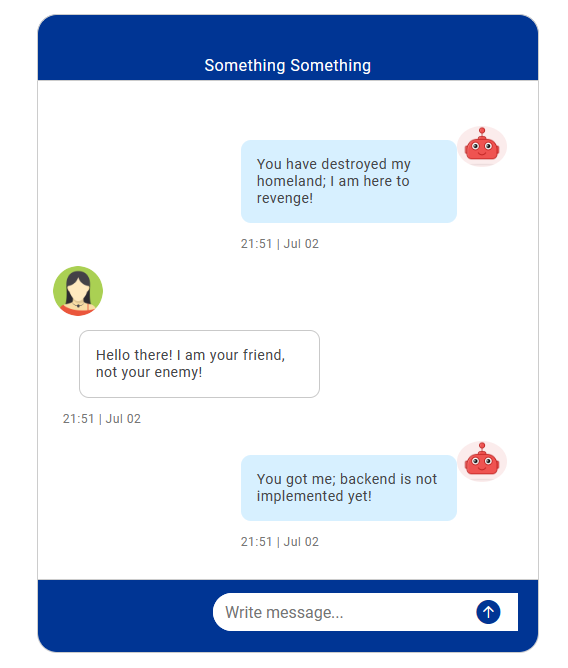 Something Something
You have destroyed my
homeland; I am here to
revenge!
21:51 | Jul 02
Hello there! I am your friend,
not your enemy!
21:51 | Jul 02
You got me; backend is not
implemented yet!
21:51 | Jul 02
Write message...